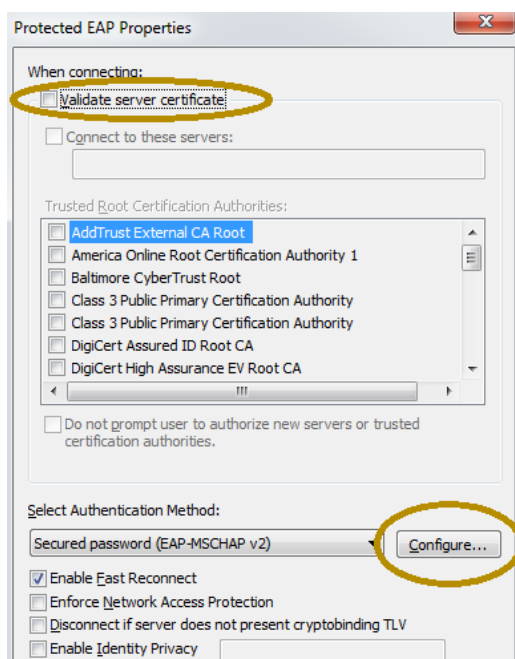 Protected EAP Properties
When connecting:
Validate server certificate
Connect to these servers:
Trusted Root Certification Authorities:
AddTrust External CA Root
America Online Root Certification Authority 1
Baltimore CyberTrust Root
Class 3 Public Primary Certification Authority
Class 3 Public Primary Certification Authority
DigiCert Assured ID Root CA
DigiCert High Assurance EV Root CA
Do not prompt user to authorize new servers or trusted
certification authorities.
Select Authentication Method:
Secured password (EAP-MSCHAP v2)
Configure...
Enable Fast Reconnect
Enforce Network Access Protection
Disconnect if server does not present cryptobinding TLV
Enable Identity Privacy